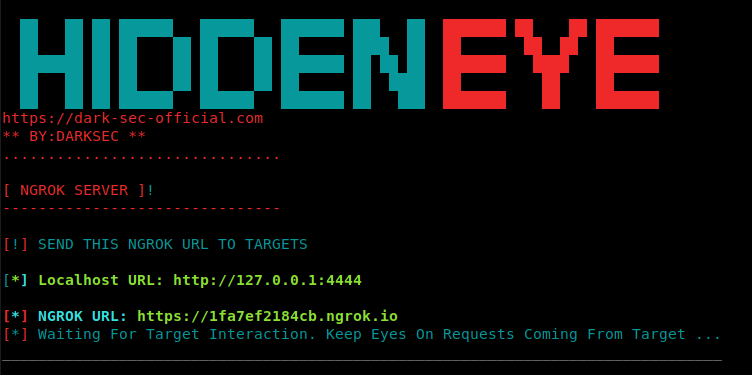 HIDDEN EYE
https://dark-sec-official.com
** BY:DARKSEC **
...............................
[ NGROK SERVER ]!
-------------------------------
[!] SEND THIS NGROK URL TO TARGETS
[*] Localhost URL: http://127.0.0.1:4444
[*] NGROK URL: https://1fa7ef2184cb.ngrok.io
[*] Waiting For Target Interaction. Keep Eyes On Requests Coming From Target ...
________________________________________________________________________________